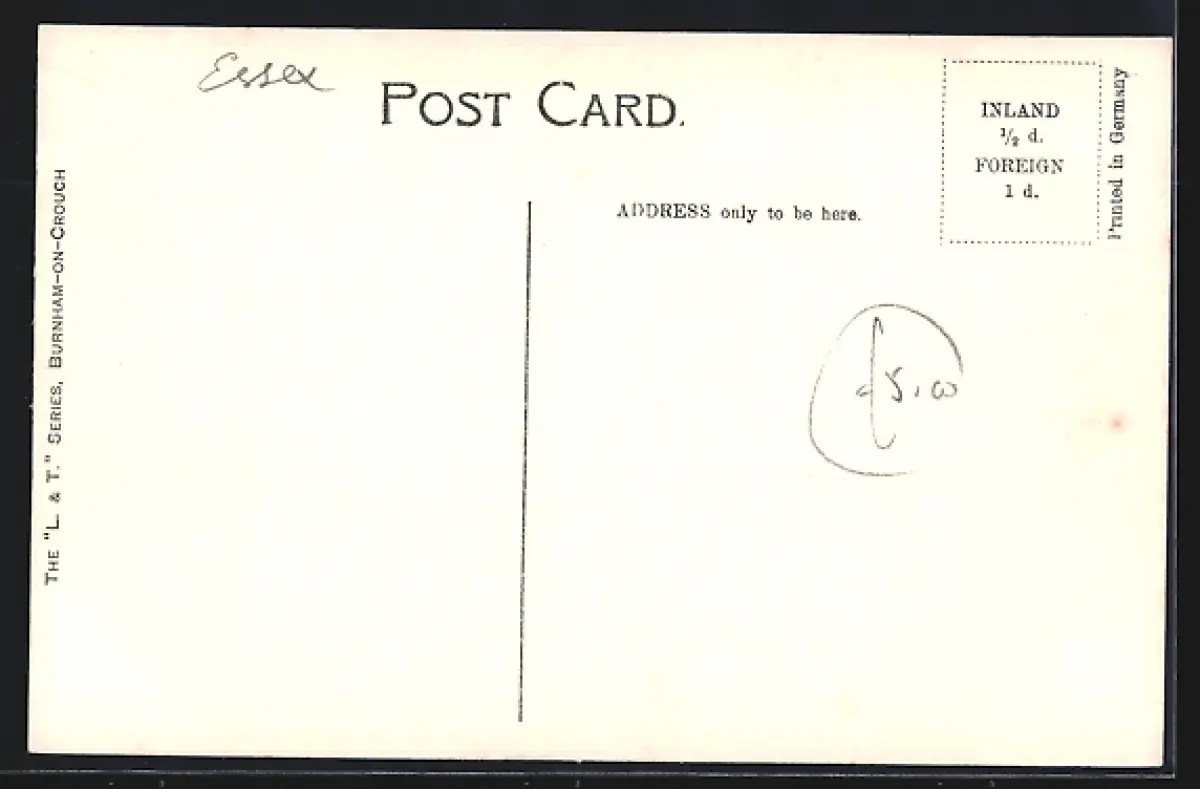 Essex
POST CARD.
INLAND
½ d.
FOREIGN
1 d.
Printed in Germany
ADDRESS only to be here.
THE "L. & T." SERIES, BURNHAM-ON-CROUCH
£5.00